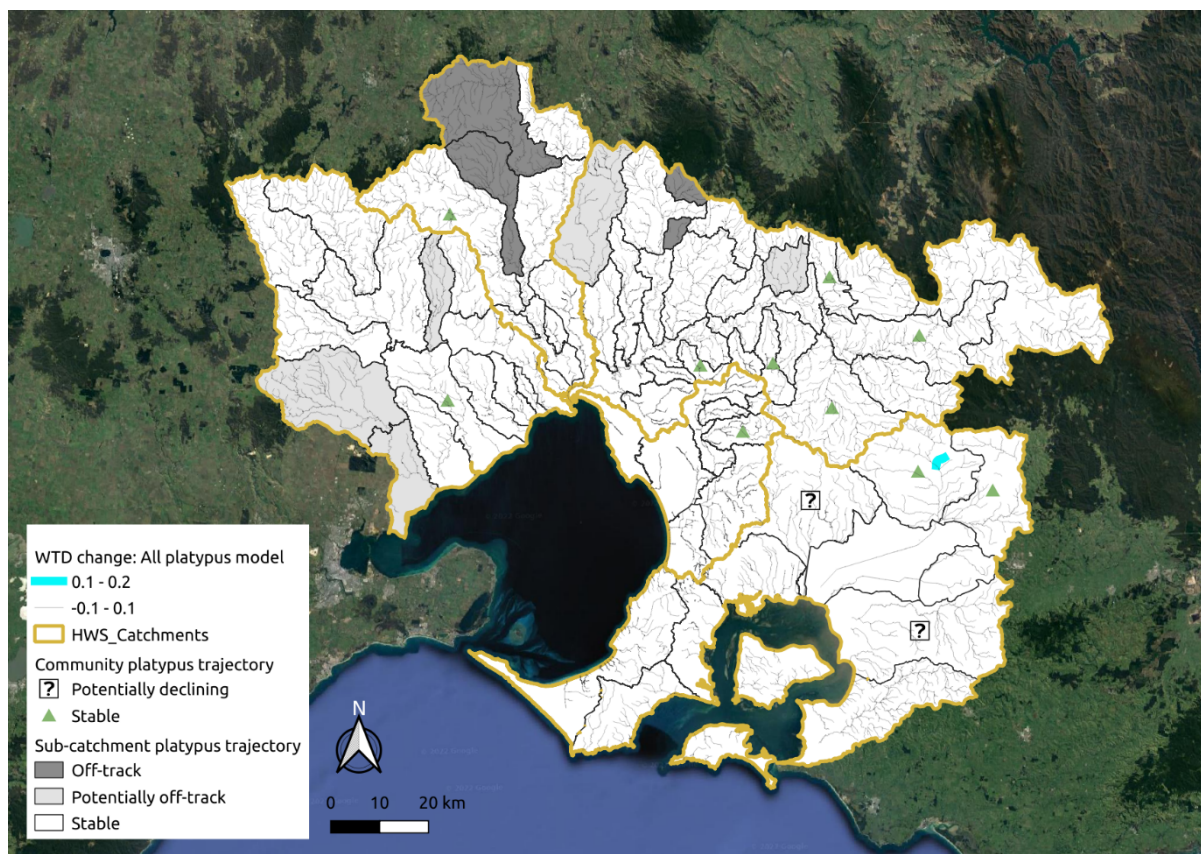 ?
?
WTD change: All platypus model
0.1 - 0.2
-0.1 - 0.1
HWS_Catchments
Community platypus trajectory
? Potentially declining
Stable
Sub-catchment platypus trajectory
Off-track
Potentially off-track
Stable
N
0 10 20 km